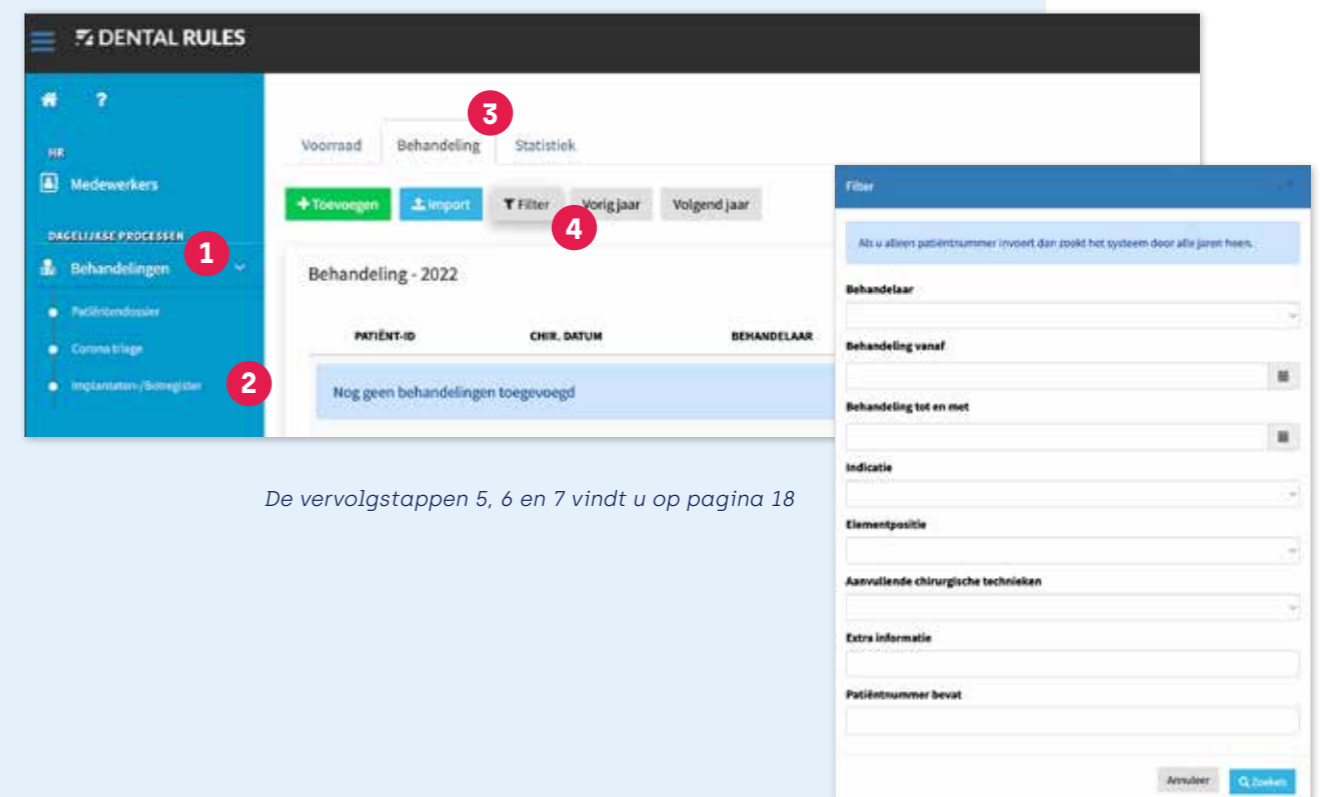 DENTAL RULES
?
HR
Medewerkers
DAGELIJKSE PROCESSEN
1
Behandelingen
Patiëntendossier
Corona triage
Implantaten-/Botregister
2
3
Voorraad Behandeling Statistiek
+Toevoegen Import Filter Vorig jaar Volgend jaar
4
Behandeling - 2022
PATIËNT-ID CHIR. DATUM BEHANDELAAR
Nog geen behandelingen toegevoegd
De vervolgstappen 5, 6 en 7 vindt u op pagina 18
Filter
Als u alleen patiëntnummer invoert dan zoekt het systeem door alle jaren heen.
Behandelaar
Behandeling vanaf
Behandeling tot en met
Indicatie
Elementpositie
Aanvullende chirurgische technieken
Extra informatie
Patiëntnummer bevat
Annuleer Zoeken